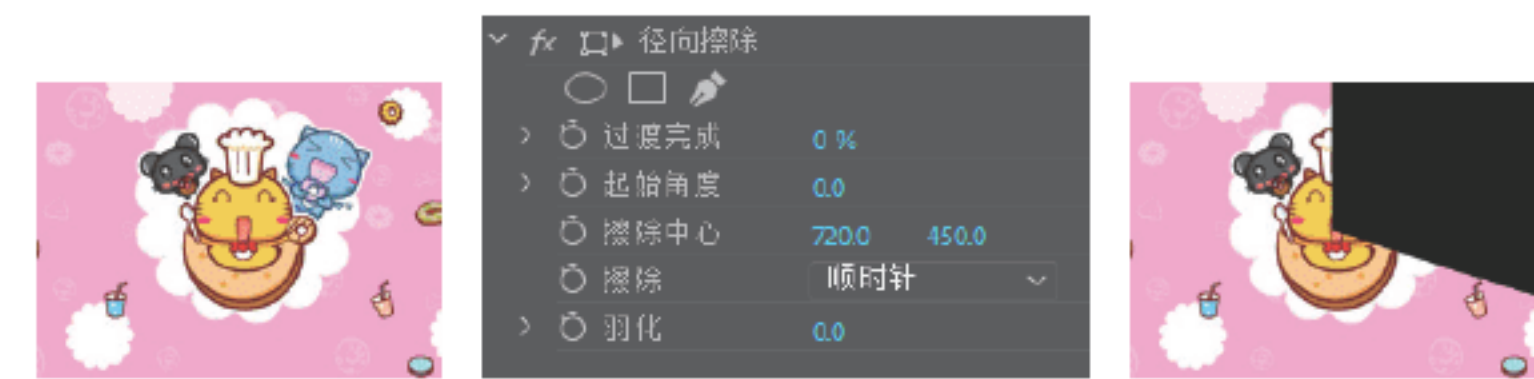 fx 径向擦除
过渡完成 0 %
起始角度 0.0
擦除中心 720.0 450.0
擦除 顺时针
羽化 0.0